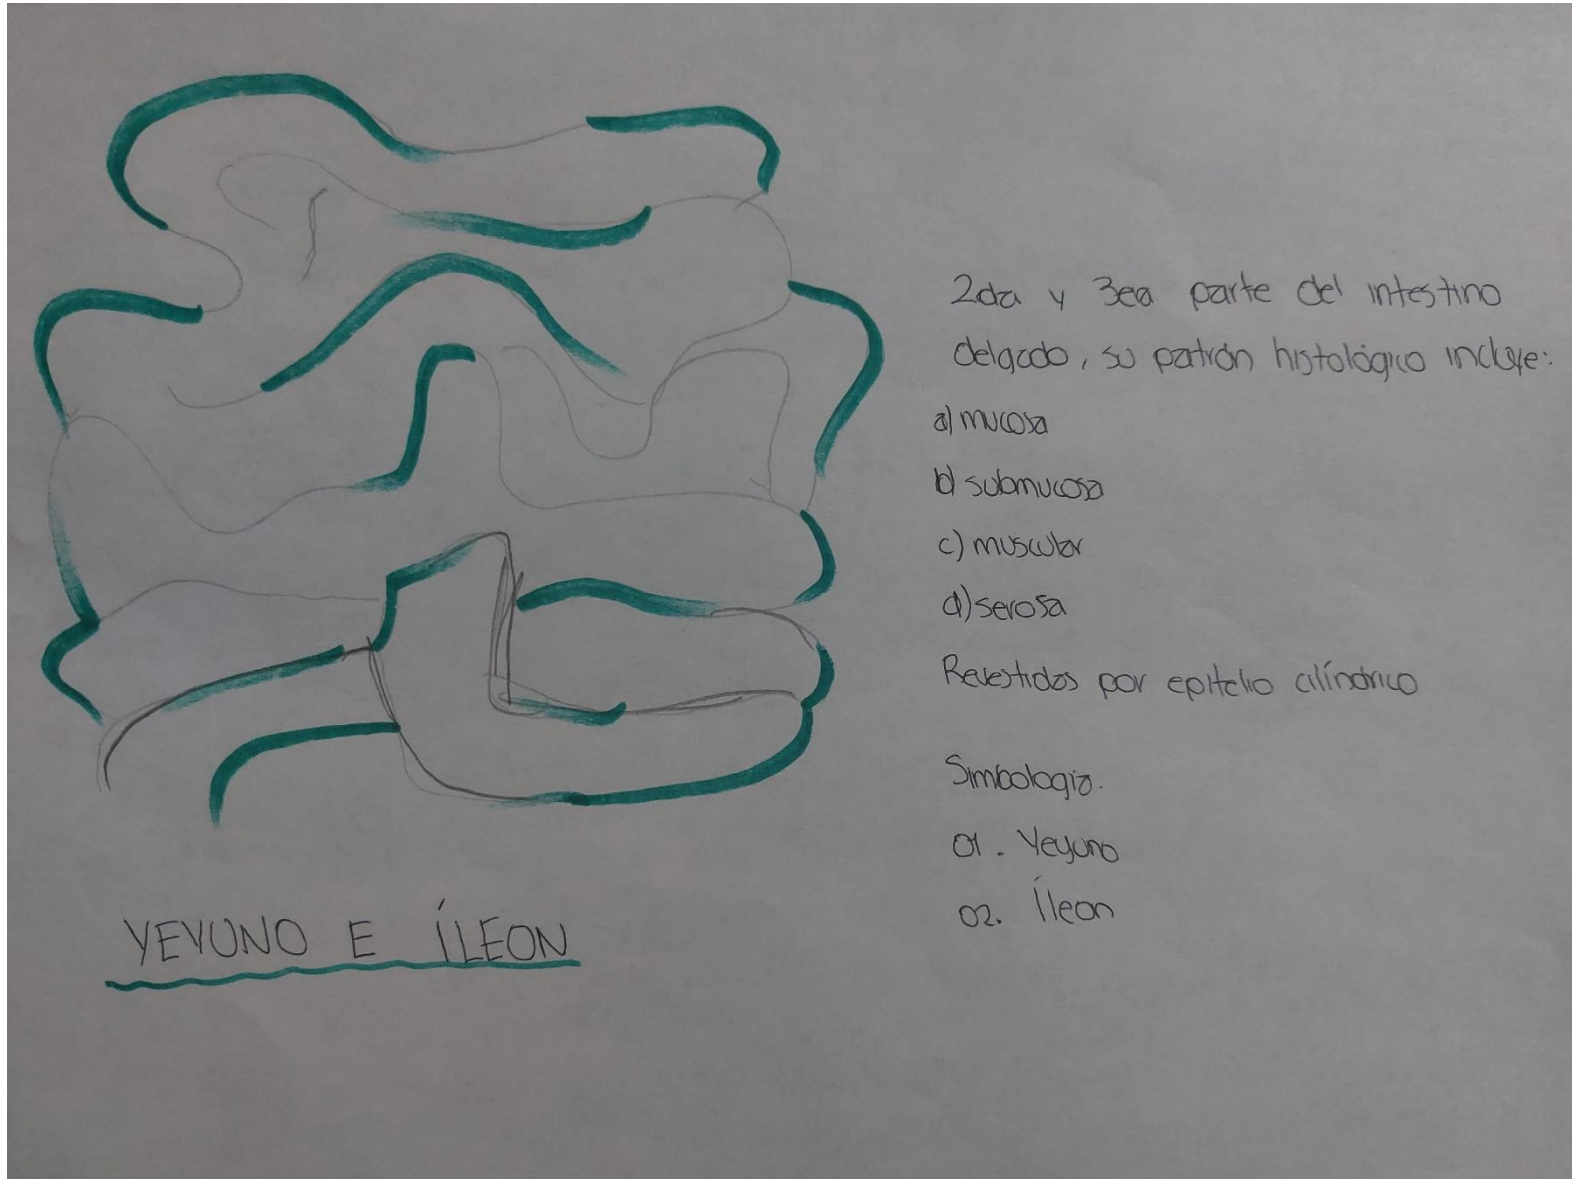 2da y 3era parte del intestino
delgado, su patrón histológico incluye:
a) mucosa
b) submucosa
c) muscular
d) serosa
Revestidos por epitelio cilíndrico
Simbología.
01. Yeyuno
02. Íleon
YEYUNO E ÍLEON